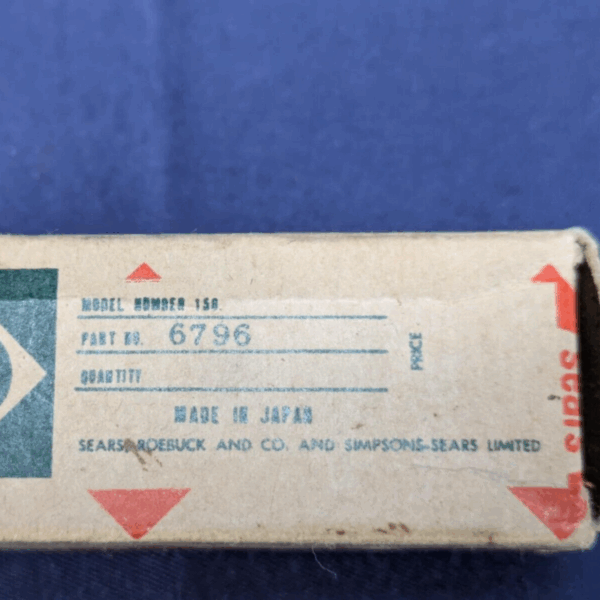 MODEL NUMBER 158.
PART NO. 6796
QUANTITY
PRICE
MADE IN JAPAN
SEARS, ROEBUCK AND CO. AND SIMPSONS-SEARS LIMITED
Sears